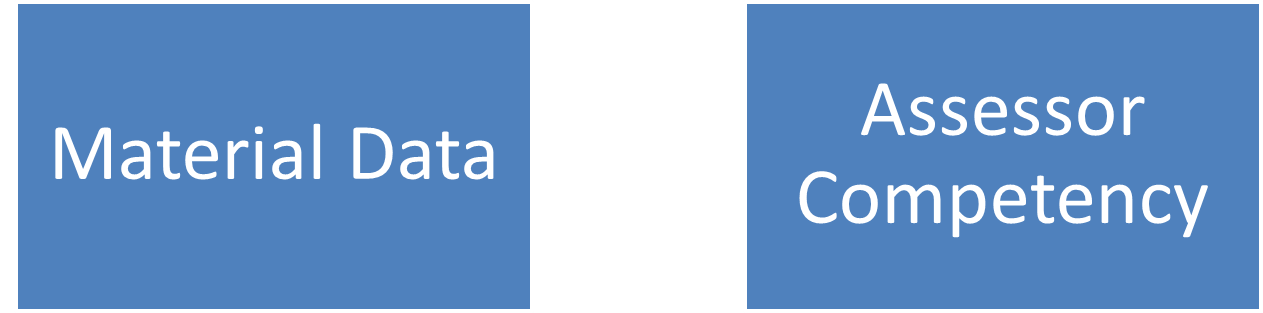 Material Data
Assessor
Competency